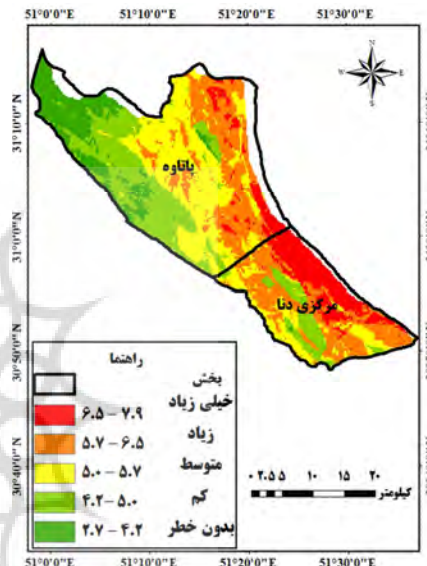 51°0'0"E 51°10'0"E 51°20'0"E 51°30'0"E
N
W E
S
31°10'0"N
31°0'0"N
30°50'0"N
30°40'0"N
پاتاوه
مرکزی دنا
راهنما
بخش
خیلی زیاد ۶.۵ – ۷.۹
زیاد ۵.۷ – ۶.۵
متوسط ۵.۰ – ۵.۷
کم ۴.۲ – ۵.۰
بدون خطر ۲.۷ – ۴.۲
۰ ۲.۵ ۵ ۱۰ ۱۵ ۲۰
کیلومتر
51°0'0"E 51°10'0"E 51°20'0"E 51°30'0"E